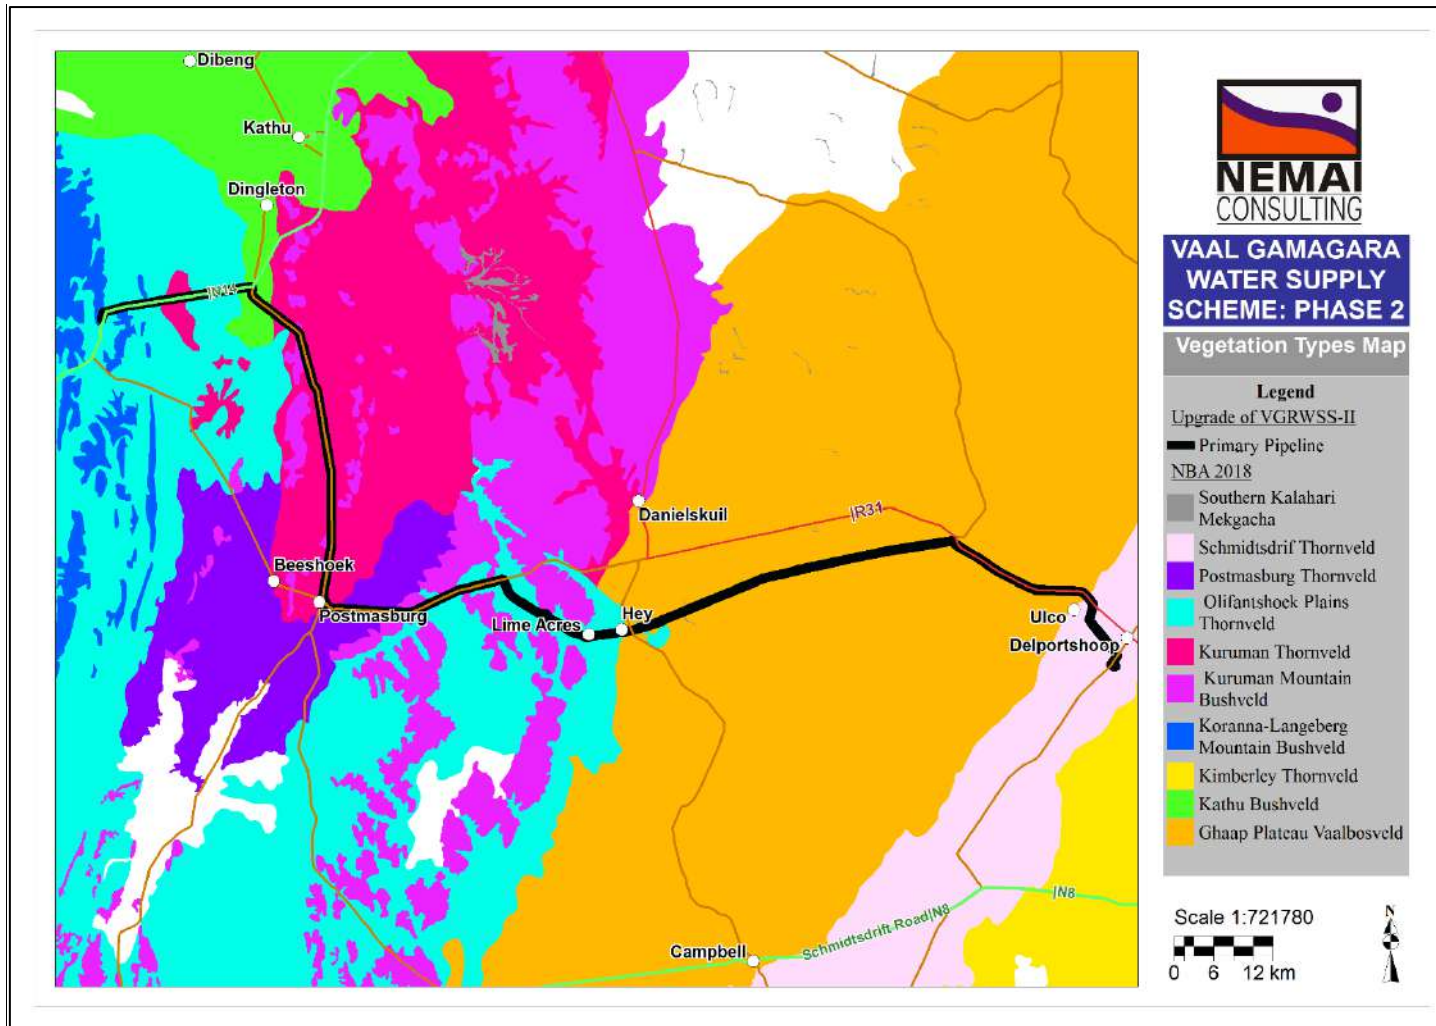 Dibeng
Kathu
Dingleton
|N14
Danielskuil
|R31
Beeshoek
Postmasburg
Lime Acres
Hey
Ulco
Delportshoop
Campbell
Schmidtsdrift Road|N8
|N8
NEMAI
CONSULTING
VAAL GAMAGARA
WATER SUPPLY
SCHEME: PHASE 2
Vegetation Types Map
Legend
Upgrade of VGRWSS-II
Primary Pipeline
NBA 2018
Southern Kalahari
Mekgacha
Schmidtsdrif Thornveld
Postmasburg Thornveld
Olifantshoek Plains
Thornveld
Kuruman Thornveld
Kuruman Mountain
Bushveld
Koranna-Langeberg
Mountain Bushveld
Kimberley Thornveld
Kathu Bushveld
Ghaap Plateau Vaalbosveld
Scale 1:721780
0 6 12 km
N